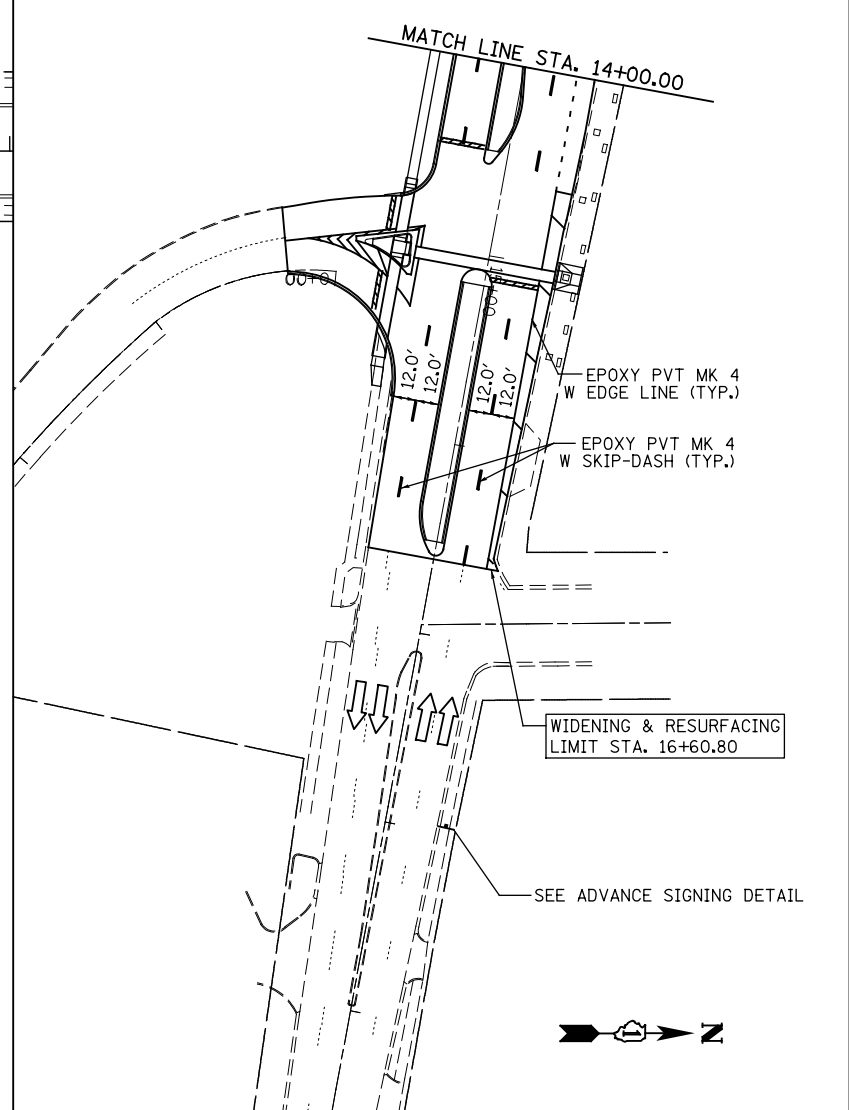 MATCH LINE STA. 14+00.00
0+00
12.0'
12.0'
12.0'
12.0'
EPOXY PVT MK 4
W EDGE LINE (TYP.)
EPOXY PVT MK 4
W SKIP-DASH (TYP.)
WIDENING & RESURFACING
LIMIT STA. 16+60.80
SEE ADVANCE SIGNING DETAIL
N